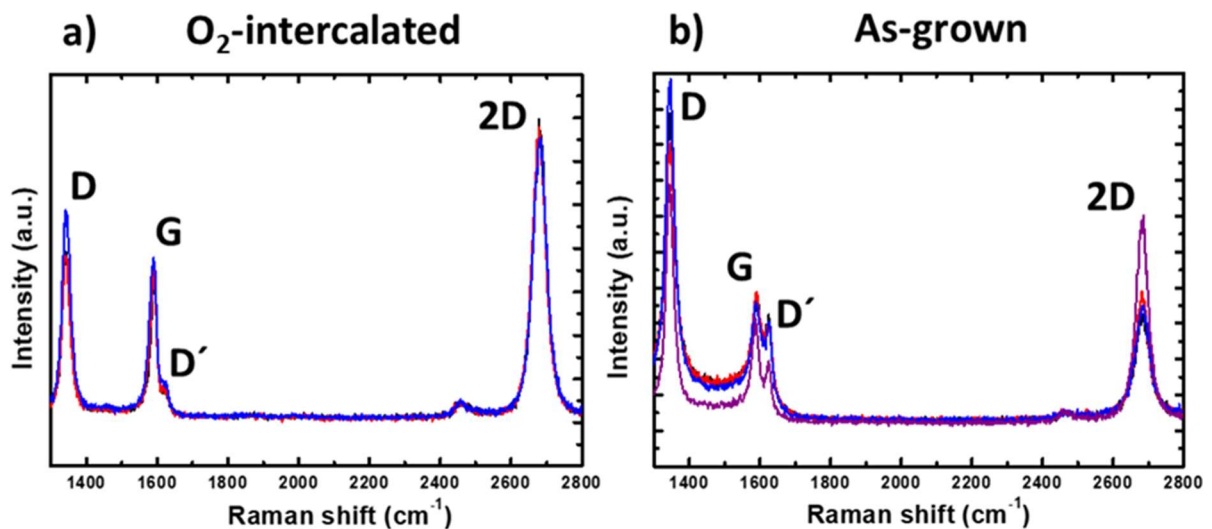 a) O₂-intercalated
D
G
D´
2D
Intensity (a.u.)
1400 1600 1800 2000 2200 2400 2600 2800
Raman shift (cm⁻¹)
b) As-grown
D
G
D´
2D
Intensity (a.u.)
1400 1600 1800 2000 2200 2400 2600 2800
Raman shift (cm⁻¹)